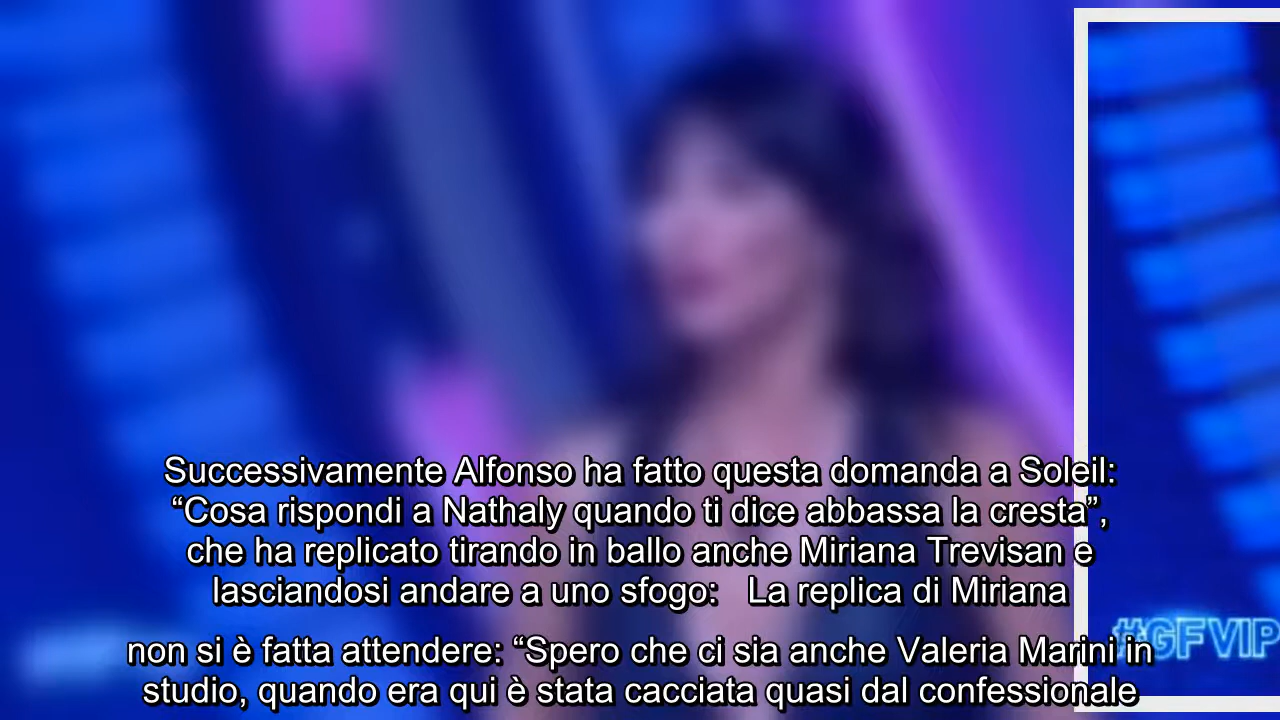 Successivamente Alfonso ha fatto questa domanda a Soleil:
“Cosa rispondi a Nathaly quando ti dice abbassa la cresta”,
che ha replicato tirando in ballo anche Miriana Trevisan e
lasciandosi andare a uno sfogo:   La replica di Miriana
non si è fatta attendere: “Spero che ci sia anche Valeria Marini in
studio, quando era qui è stata cacciata quasi dal confessionale
#GFVIP